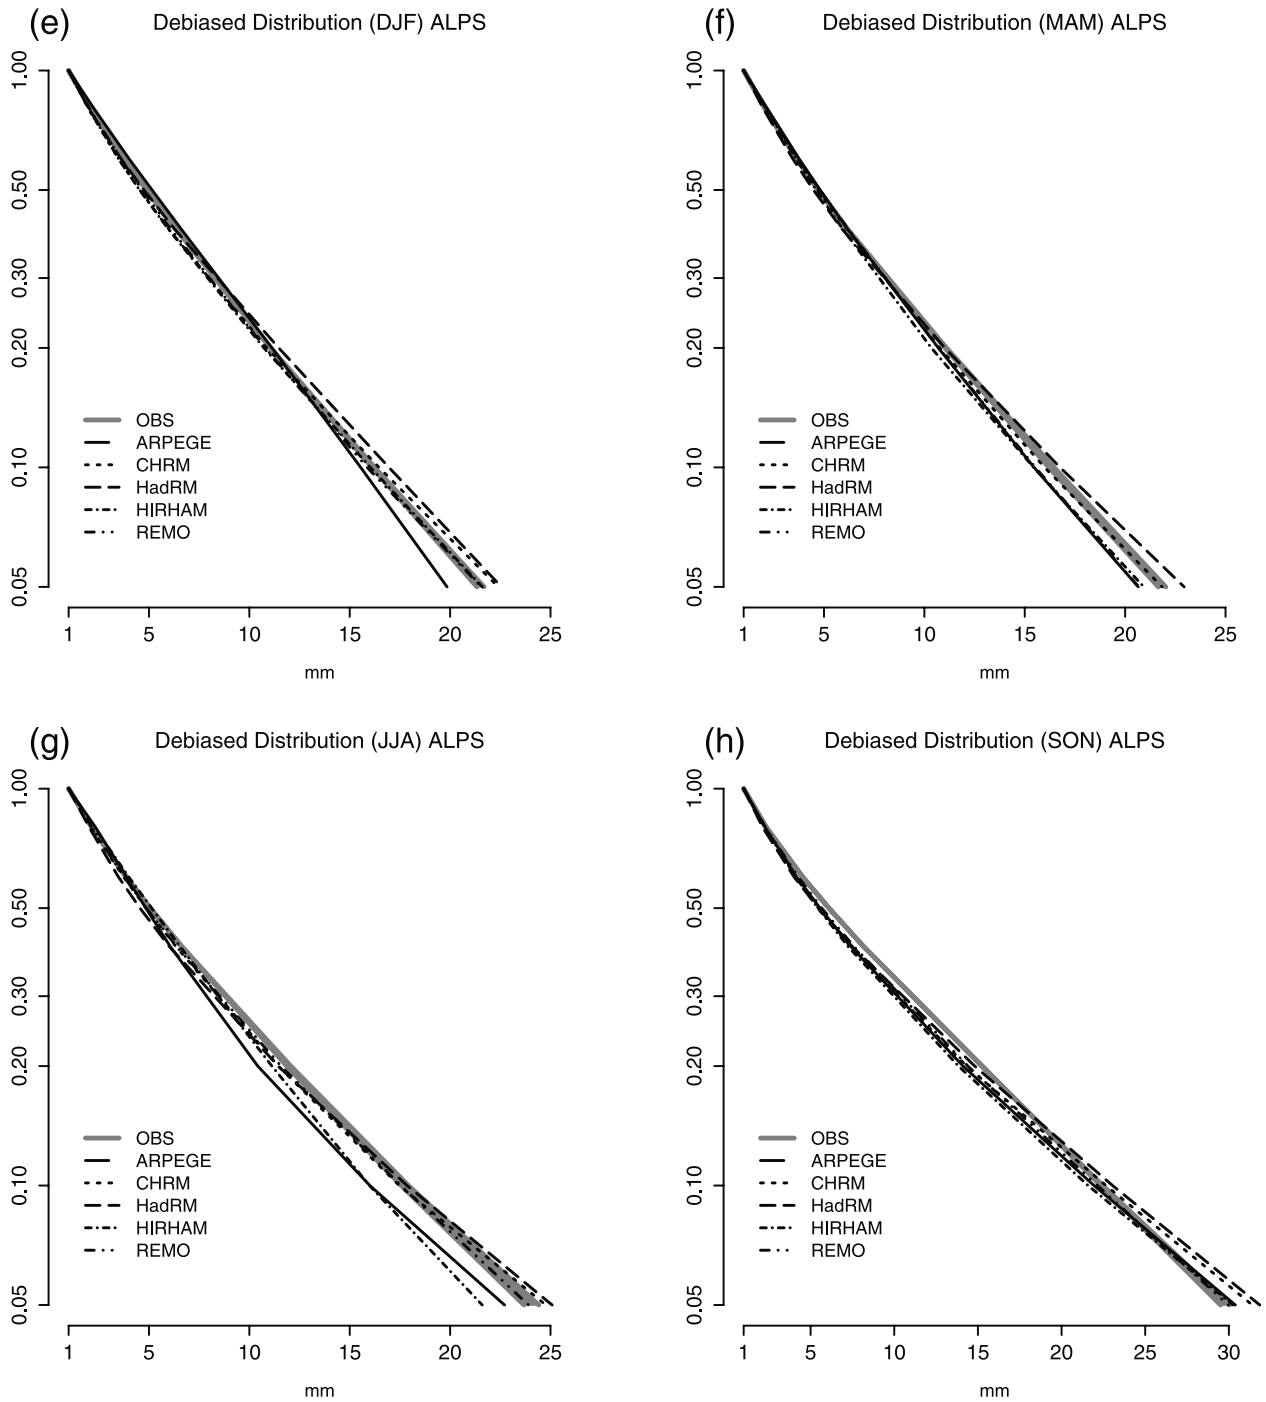 (e)
Debiased Distribution (DJF) ALPS
1.00
0.50
0.30
0.20
0.10
0.05
OBS
ARPEGE
CHRM
HadRM
HIRHAM
REMO
1 5 10 15 20 25
mm
(f)
Debiased Distribution (MAM) ALPS
1.00
0.50
0.30
0.20
0.10
0.05
OBS
ARPEGE
CHRM
HadRM
HIRHAM
REMO
1 5 10 15 20 25
mm
(g)
Debiased Distribution (JJA) ALPS
1.00
0.50
0.30
0.20
0.10
0.05
OBS
ARPEGE
CHRM
HadRM
HIRHAM
REMO
1 5 10 15 20 25
mm
(h)
Debiased Distribution (SON) ALPS
1.00
0.50
0.30
0.20
0.10
0.05
OBS
ARPEGE
CHRM
HadRM
HIRHAM
REMO
1 5 10 15 20 25 30
mm